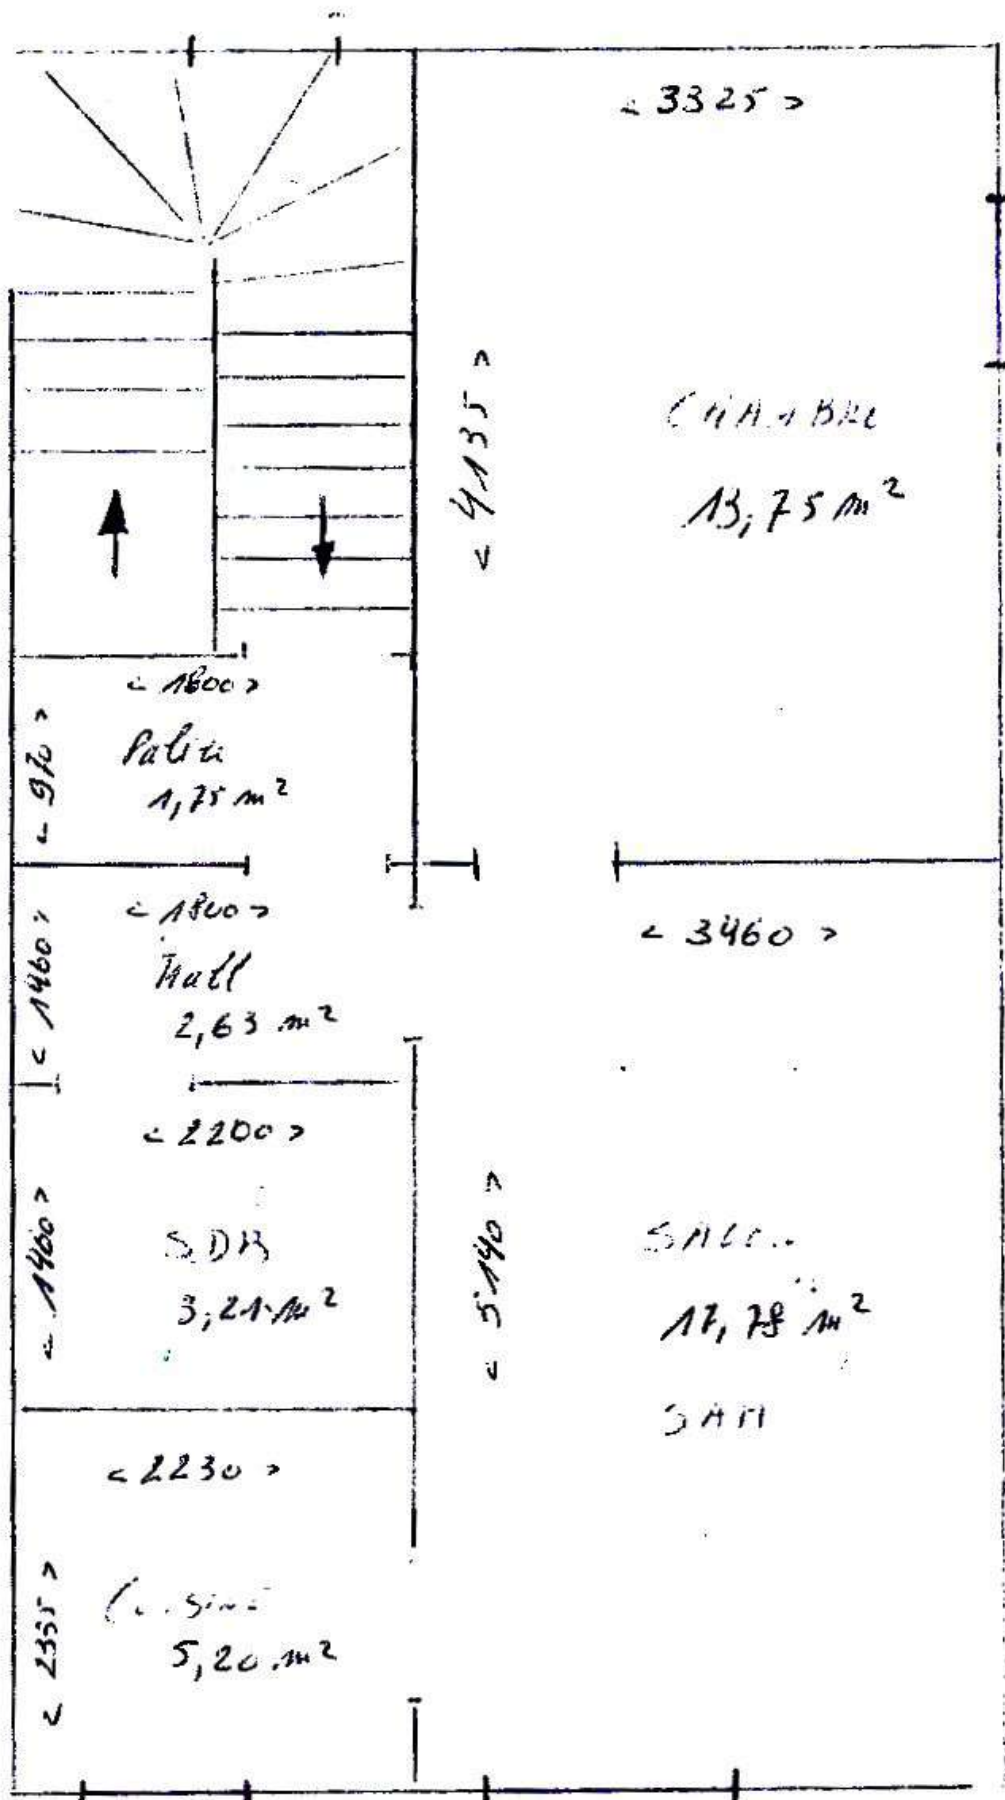 < 3325 >
< 4135 >
CHAMBRE
13,75 m²
< 1800 >
< 970 >
Palier
1,75 m²
< 1800 >
< 1460 >
Hall
2,63 m²
< 3460 >
< 2200 >
< 1460 >
SDB
3,21 m²
< 5140 >
SALON
17,78 m²
SAM
< 2230 >
< 2335 >
Cuisine
5,20 m²